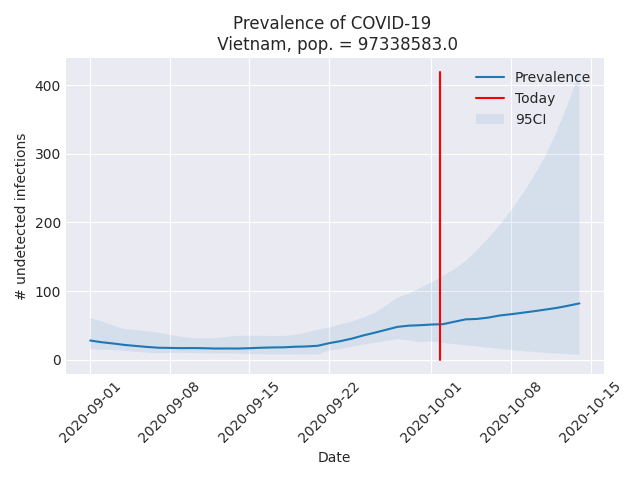 Prevalence of COVID-19
Vietnam, pop. = 97338583.0
Prevalence
Today
95CI
400
300
200
100
0
# undetected infections
2020-09-01
2020-09-08
2020-09-15
2020-09-22
2020-10-01
2020-10-08
2020-10-15
Date